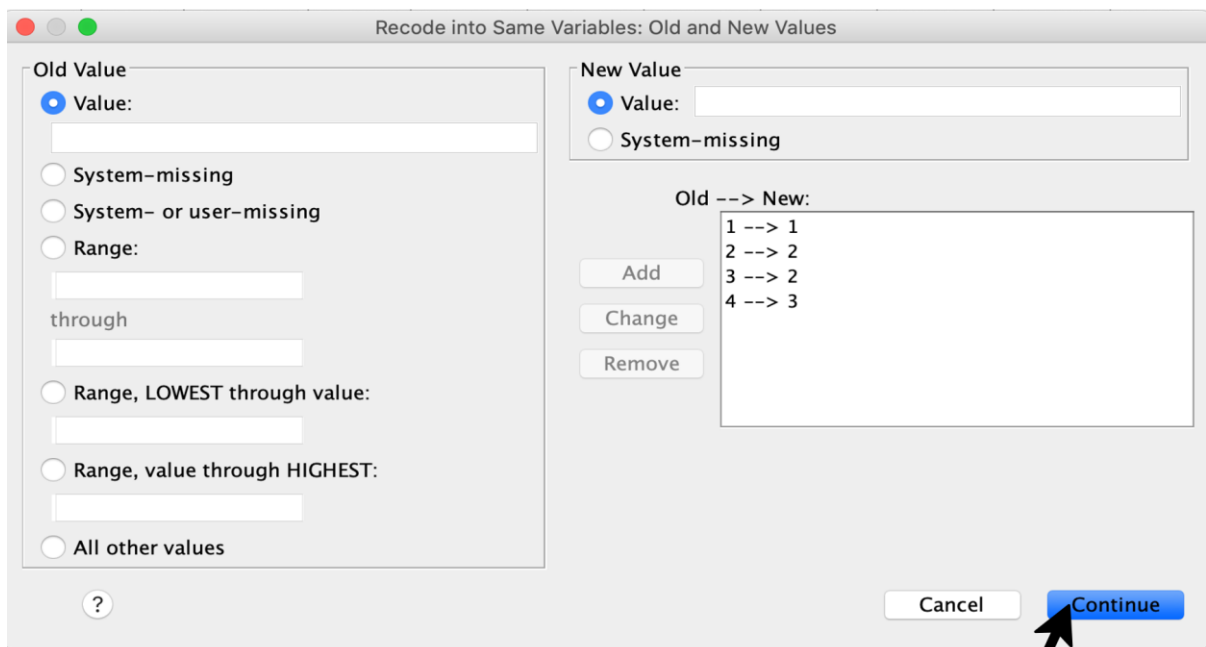 Recode into Same Variables: Old and New Values
Old Value
Value:
System-missing
System- or user-missing
Range:
through
Range, LOWEST through value:
Range, value through HIGHEST:
All other values
New Value
Value:
System-missing
Old --> New:
1 --> 1
2 --> 2
3 --> 2
4 --> 3
Add
Change
Remove
?
Cancel
Continue